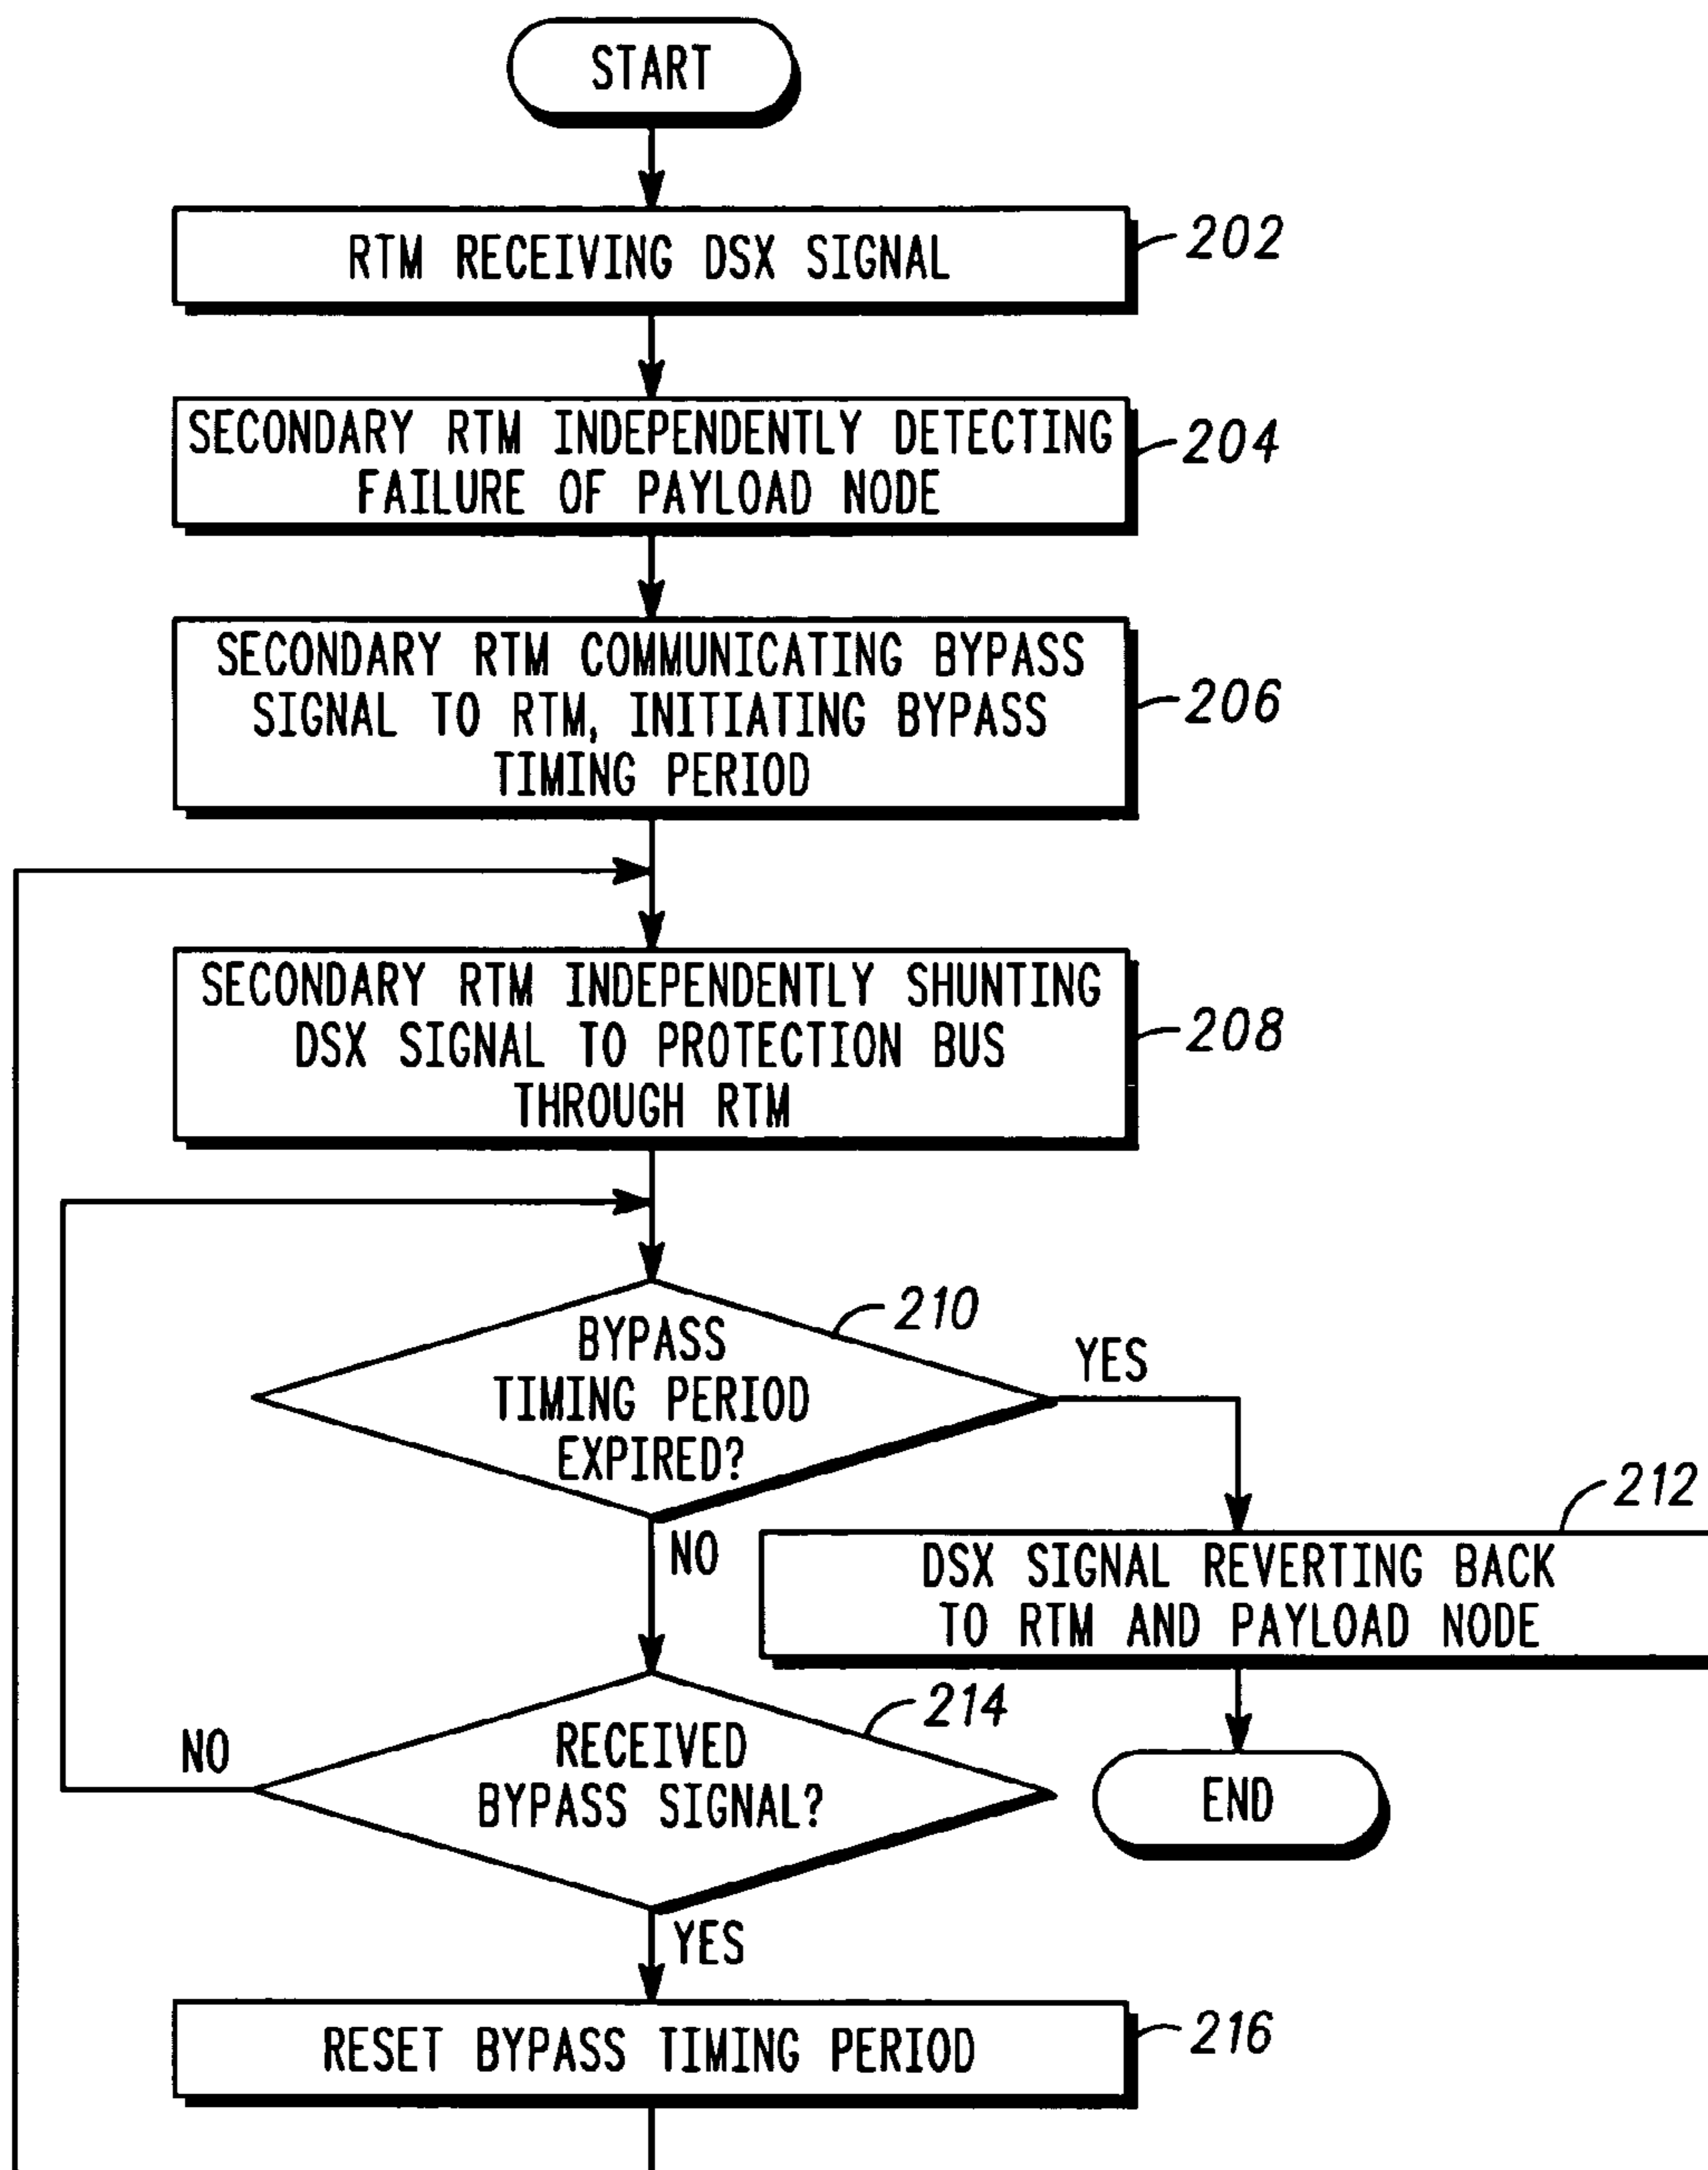 START
RTM RECEIVING DSX SIGNAL
202
SECONDARY RTM INDEPENDENTLY DETECTING
FAILURE OF PAYLOAD NODE
204
SECONDARY RTM COMMUNICATING BYPASS
SIGNAL TO RTM, INITIATING BYPASS
TIMING PERIOD
206
SECONDARY RTM INDEPENDENTLY SHUNTING
DSX SIGNAL TO PROTECTION BUS
THROUGH RTM
208
BYPASS
TIMING PERIOD
EXPIRED?
210
YES
NO
DSX SIGNAL REVERTING BACK
TO RTM AND PAYLOAD NODE
212
RECEIVED
BYPASS SIGNAL?
214
NO
END
YES
RESET BYPASS TIMING PERIOD
216